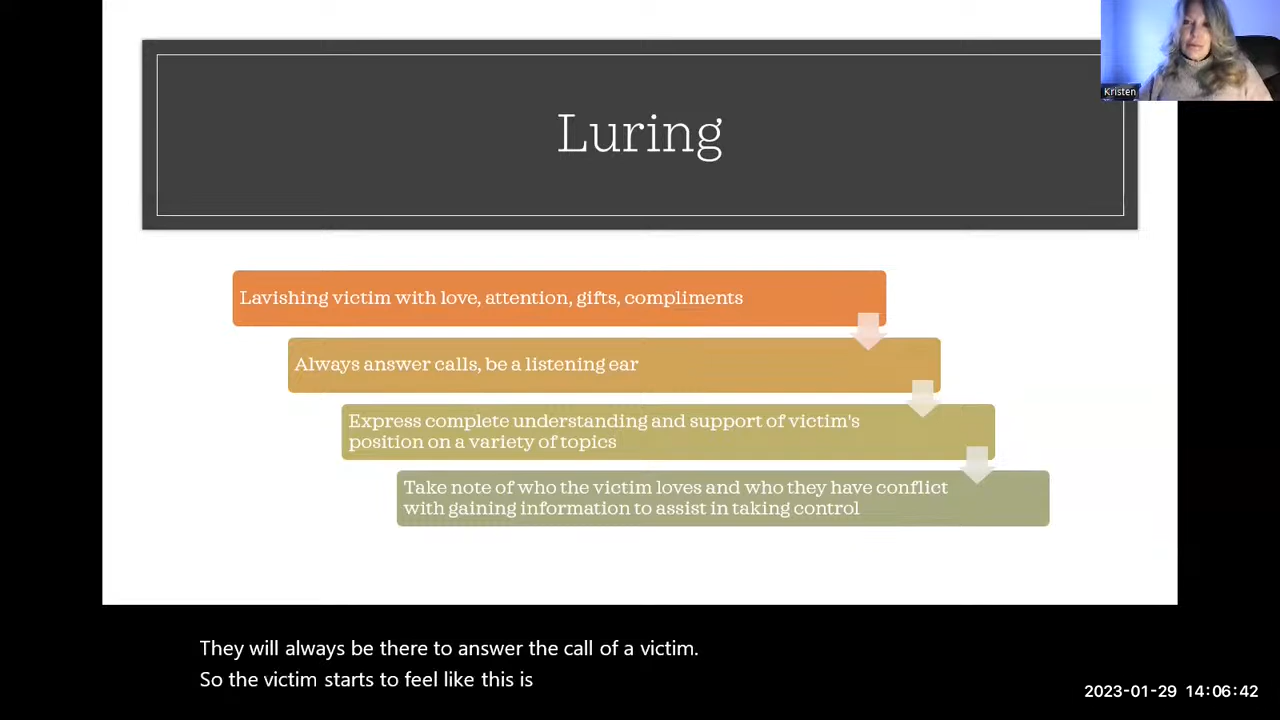 Kristen
Luring
Lavishing victim with love, attention, gifts, compliments
Always answer calls, be a listening ear
Express complete understanding and support of victim's
position on a variety of topics
Take note of who the victim loves and who they have conflict
with gaining information to assist in taking control
They will always be there to answer the call of a victim.
So the victim starts to feel like this is
2023-01-29 14:06:42